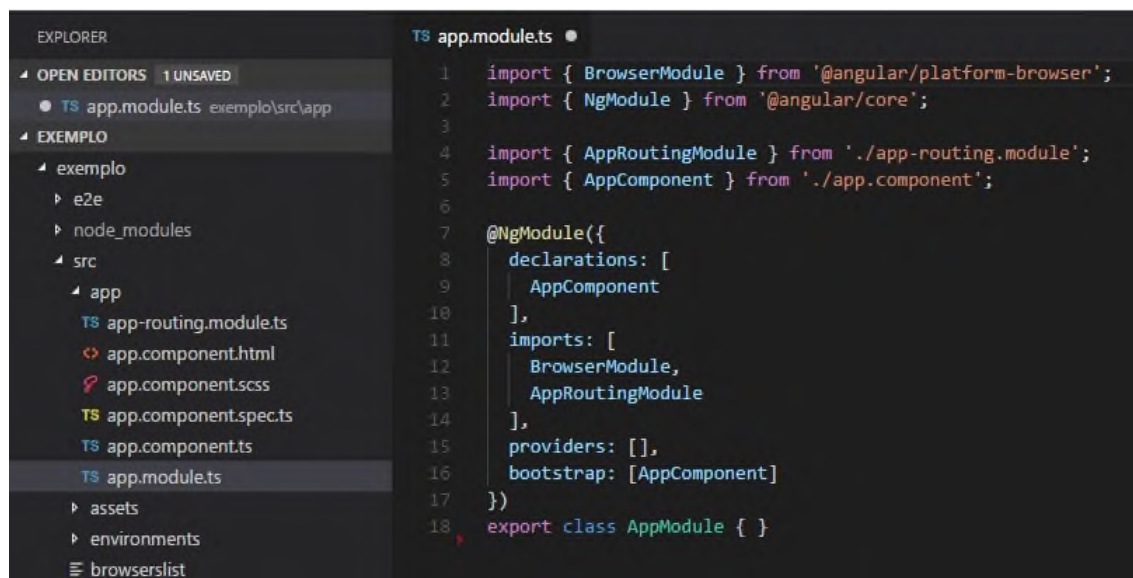 EXPLORER
OPEN EDITORS 1 UNSAVED
TS app.module.ts exemplo\src\app
EXEMPLO
exemplo
e2e
node_modules
src
app
TS app-routing.module.ts
<> app.component.html
app.component.scss
TS app.component.spec.ts
TS app.component.ts
TS app.module.ts
assets
environments
browserslist
TS app.module.ts
1 import { BrowserModule } from '@angular/platform-browser';
2 import { NgModule } from '@angular/core';
3
4 import { AppRoutingModule } from './app-routing.module';
5 import { AppComponent } from './app.component';
6
7 @NgModule({
8   declarations: [
9     AppComponent
10   ],
11   imports: [
12     BrowserModule,
13     AppRoutingModule
14   ],
15   providers: [],
16   bootstrap: [AppComponent]
17 })
18 export class AppModule { }